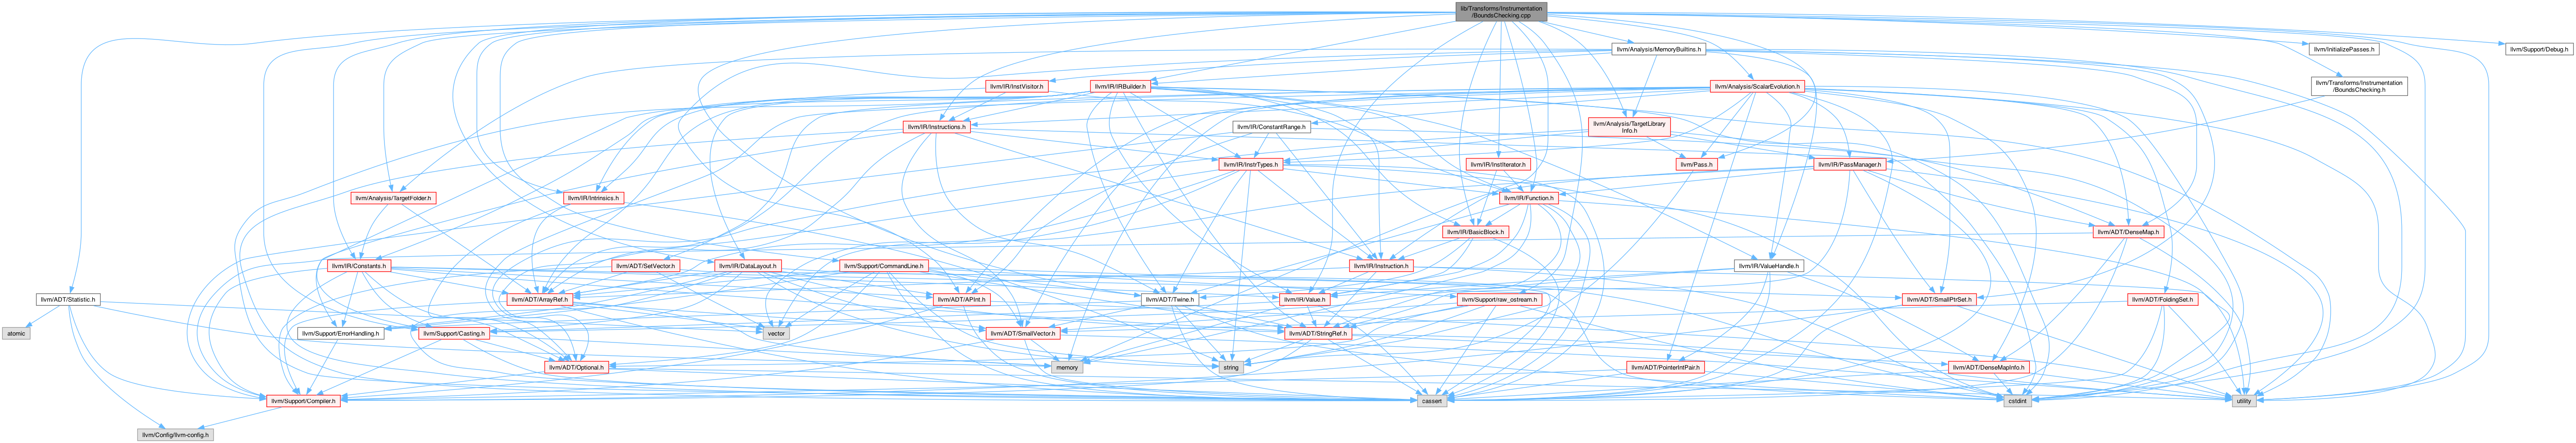 lib/Transforms/Instrumentation
/BoundsChecking.cpp
llvm/Analysis/MemoryBuiltins.h
llvm/InitializePasses.h
llvm/Support/Debug.h
llvm/IR/InstVisitor.h
llvm/IR/IRBuilder.h
llvm/Analysis/ScalarEvolution.h
llvm/Transforms/Instrumentation
/BoundsChecking.h
llvm/IR/Instructions.h
llvm/IR/ConstantRange.h
llvm/Analysis/TargetLibrary
Info.h
llvm/IR/InstrTypes.h
llvm/IR/InstIterator.h
llvm/Pass.h
llvm/IR/PassManager.h
llvm/Analysis/TargetFolder.h
llvm/IR/Intrinsics.h
llvm/IR/Function.h
llvm/IR/BasicBlock.h
llvm/ADT/DenseMap.h
llvm/IR/Constants.h
llvm/ADT/SetVector.h
llvm/IR/DataLayout.h
llvm/Support/CommandLine.h
llvm/IR/Instruction.h
llvm/IR/ValueHandle.h
llvm/ADT/Statistic.h
llvm/ADT/ArrayRef.h
llvm/ADT/APInt.h
llvm/ADT/Twine.h
llvm/IR/Value.h
llvm/Support/raw_ostream.h
llvm/ADT/SmallPtrSet.h
llvm/ADT/FoldingSet.h
atomic
llvm/Support/ErrorHandling.h
llvm/Support/Casting.h
vector
llvm/ADT/SmallVector.h
llvm/ADT/StringRef.h
llvm/ADT/Optional.h
memory
string
llvm/ADT/PointerIntPair.h
llvm/ADT/DenseMapInfo.h
llvm/Support/Compiler.h
cassert
cstdint
utility
llvm/Config/llvm-config.h